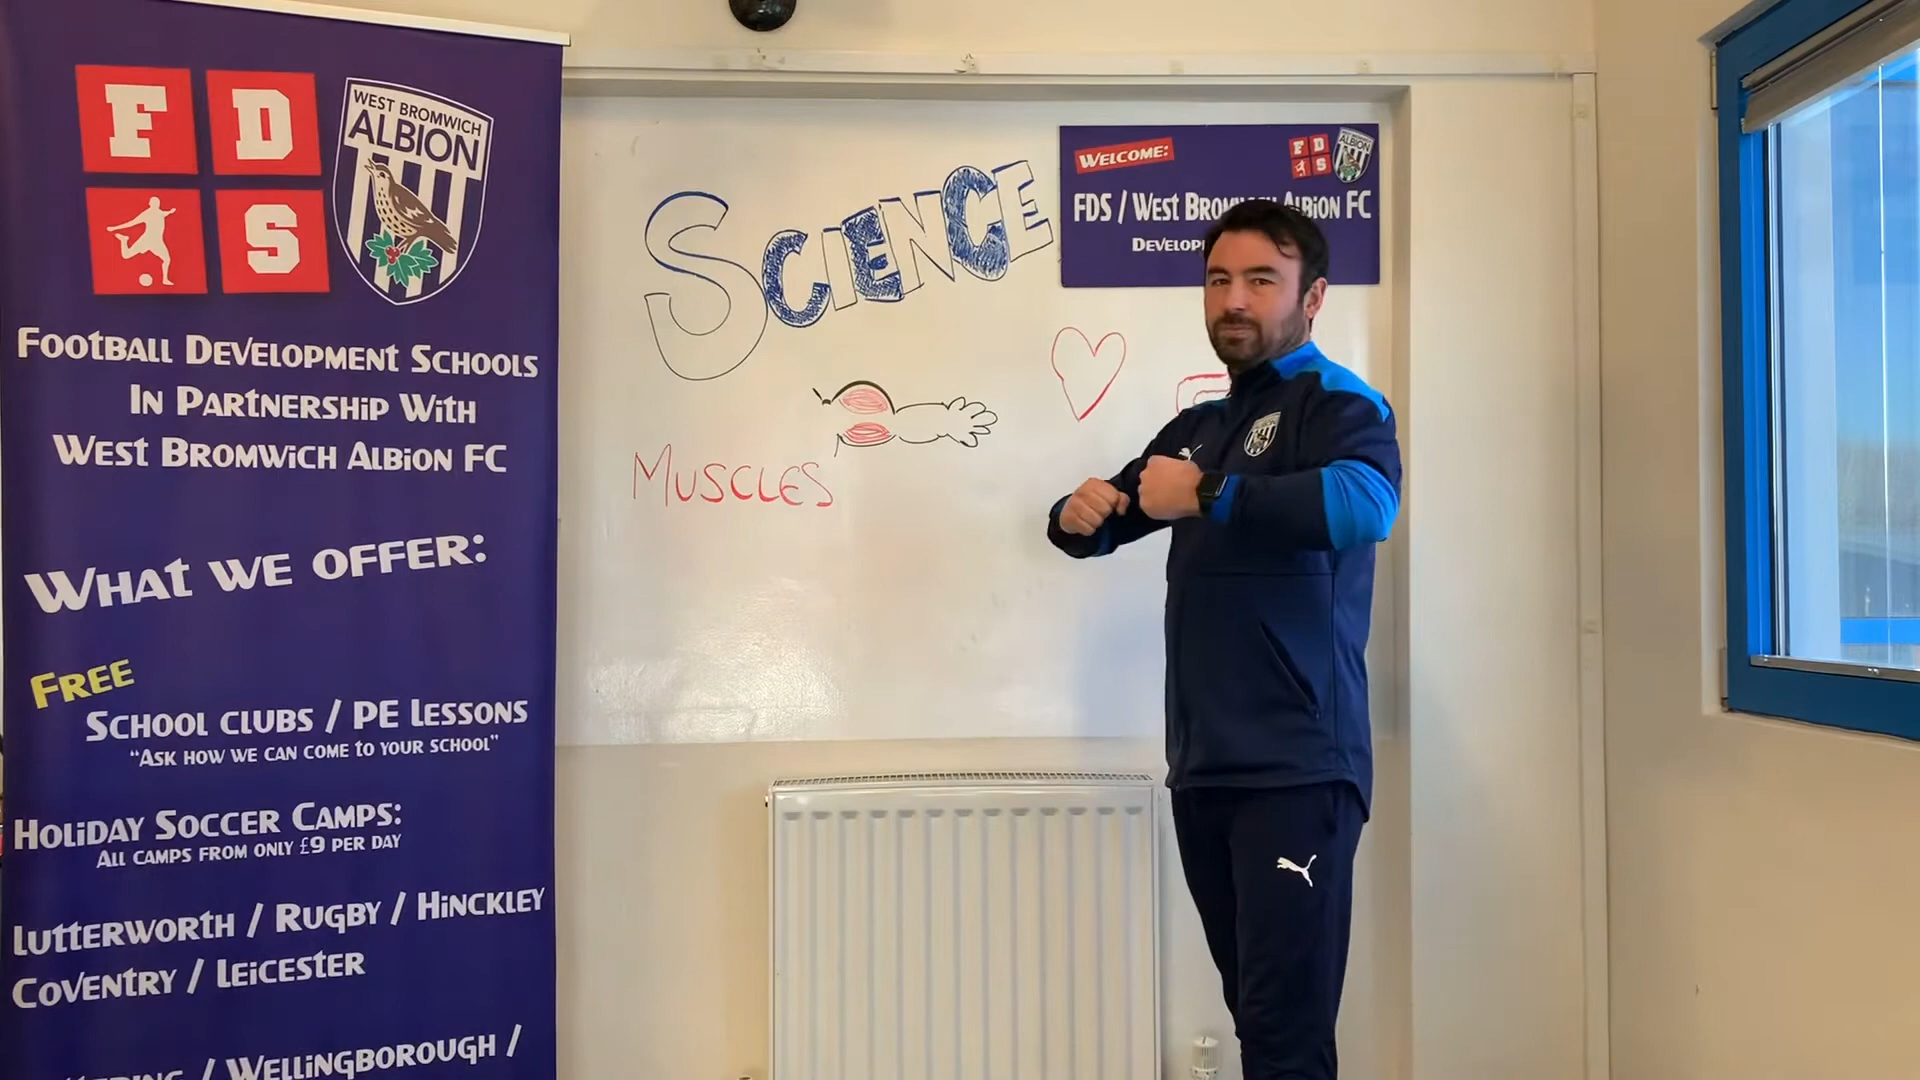 F D
S
WEST BROMWICH
ALBION
FOOTBALL DEVELOPMENT SCHOOLS
IN PARTNERSHIP WITH
WEST BROMWICH ALBION FC
WHAT WE OFFER:
FREE
SCHOOL CLUBS / PE LESSONS
"ASK HOW WE CAN COME TO YOUR SCHOOL"
HOLIDAY SOCCER CAMPS:
ALL CAMPS FROM ONLY £9 PER DAY
LUTTERWORTH / RUGBY / HINCKLEY
COVENTRY / LEICESTER
/ WELLINGBOROUGH /
SCIENCE
MUSCLES
WELCOME:
F D
S
ALBION
FDS / WEST BROMWICH ALBION FC